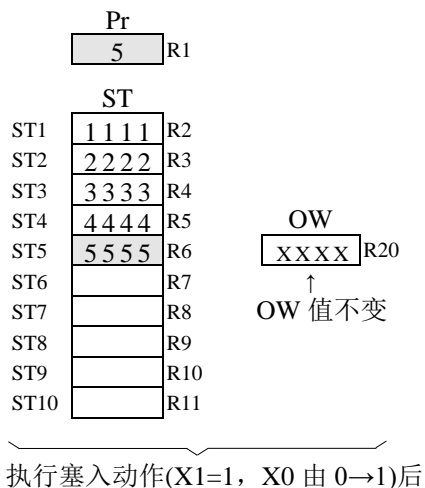 Pr
5 R1
ST
ST1 1111 R2
ST2 2222 R3
ST3 3333 R4
ST4 4444 R5 OW
ST5 5555 R6 XXXX R20
ST6 R7 ↑
ST7 R8 OW 值不变
ST8 R9
ST9 R10
ST10 R11
执行塞入动作(X1=1，X0 由 0→1)后